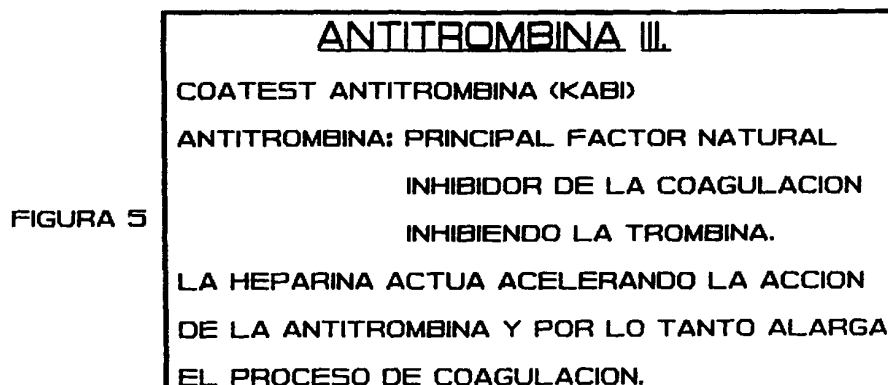 ANTITROMBINA III.
COATEST ANTITROMBINA (KABI)
ANTITROMBINA: PRINCIPAL FACTOR NATURAL
INHIBIDOR DE LA COAGULACION
FIGURA 5
INHIBIENDO LA TROMBINA.
LA HEPARINA ACTUA ACELERANDO LA ACCION
DE LA ANTITROMBINA Y POR LO TANTO ALARGA
EL PROCESO DE COAGULACION.